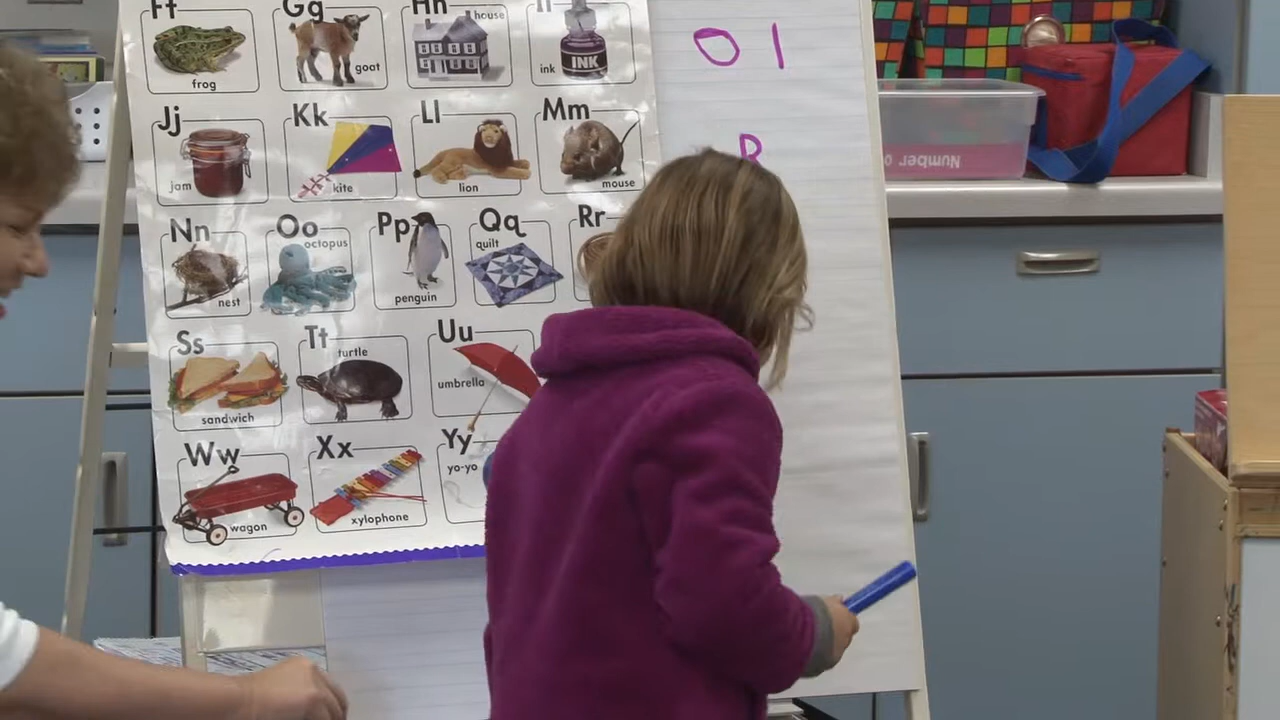 Ff Gg Hh Ii
house
frog goat ink INK
Jj Kk Ll Mm
jam kite lion mouse
Nn Oo Pp Qq Rr
octopus quilt
nest penguin
Ss Tt Uu
turtle
umbrella
sandwich
Ww Xx Yy
yo-yo
wagon xylophone
O I
R
Number